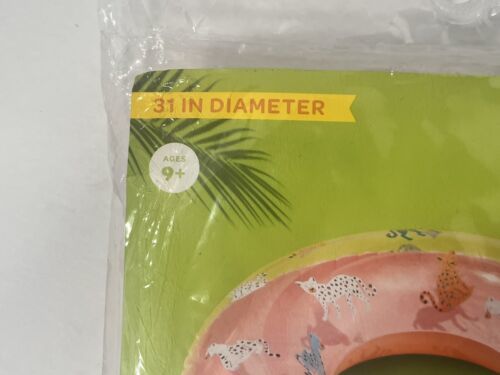 31 IN DIAMETER
AGES
9+